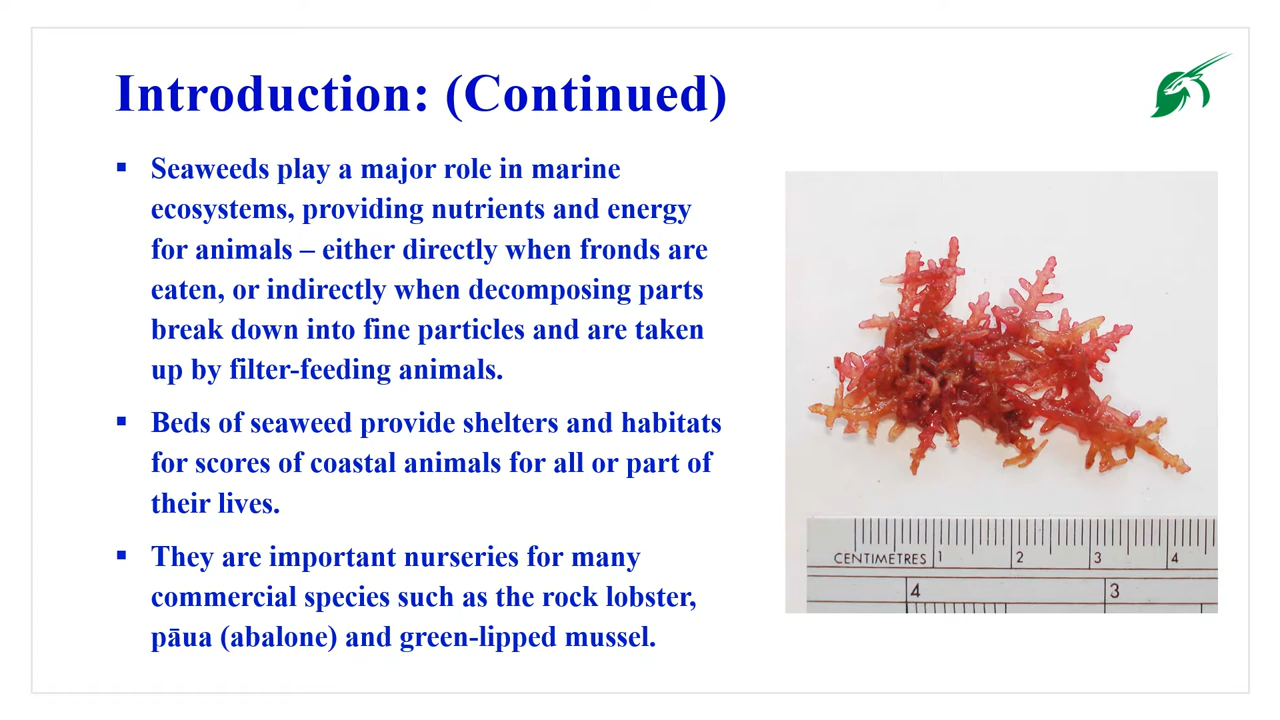 Introduction: (Continued)
▪ Seaweeds play a major role in marine
ecosystems, providing nutrients and energy
for animals – either directly when fronds are
eaten, or indirectly when decomposing parts
break down into fine particles and are taken
up by filter-feeding animals.
▪ Beds of seaweed provide shelters and habitats
for scores of coastal animals for all or part of
their lives.
▪ They are important nurseries for many
commercial species such as the rock lobster,
pāua (abalone) and green-lipped mussel.
CENTIMETRES 1 2 3 4
4 3